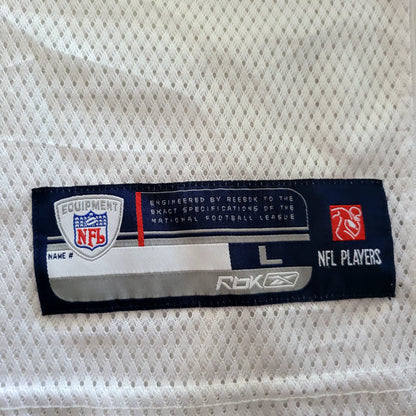 EQUIPMENT
NFL
NAME #
ENGINEERED BY REEBOK TO THE
EXACT SPECIFICATIONS OF THE
NATIONAL FOOTBALL LEAGUE
L
RBK
NFL PLAYERS